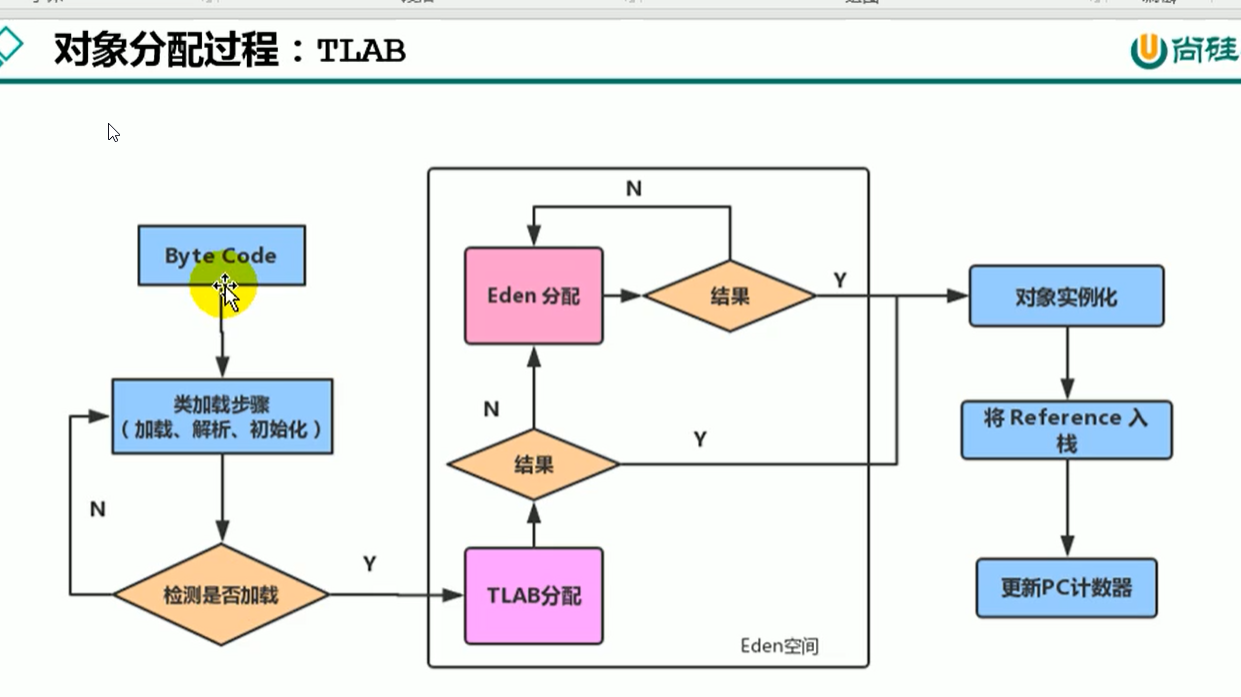 对象分配过程：TLAB
尚硅
N
Byte Code
Eden 分配
结果
Y
对象实例化
类加载步骤
（加载、解析、初始化）
N
结果
Y
将 Reference 入
栈
N
Y
检测是否加载
TLAB分配
更新PC计数器
Eden空间